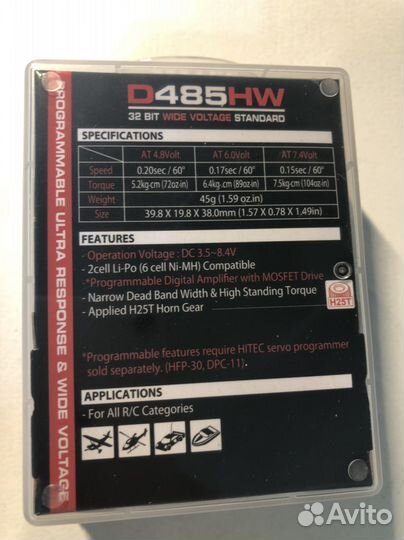 D485HW
32 BIT WIDE VOLTAGE STANDARD
PROGRAMMABLE ULTRA RESPONSE & WIDE VOLTAGE
SPECIFICATIONS
AT 4.8Volt AT 6.0Volt AT 7.4Volt
Speed 0.20sec / 60° 0.17sec / 60° 0.15sec / 60°
Torque 5.2kg·cm (72oz·in) 6.4kg·cm (89oz·in) 7.5kg·cm (104oz·in)
Weight 45g (1.59 oz.in)
Size 39.8 X 19.8 X 38.0mm (1.57 X 0.78 X 1.49in)
FEATURES
- Operation Voltage : DC 3.5~8.4V
- 2cell Li-Po (6 cell Ni-MH) Compatible
*Programmable Digital Amplifier with MOSFET Drive
- Narrow Dead Band Width & High Standing Torque
- Applied H25T Horn Gear
H25T
*Programmable features require HiTEC servo programmer
sold separately. (HFP-30, DPC-11).
APPLICATIONS
- For All R/C Categories
Avito